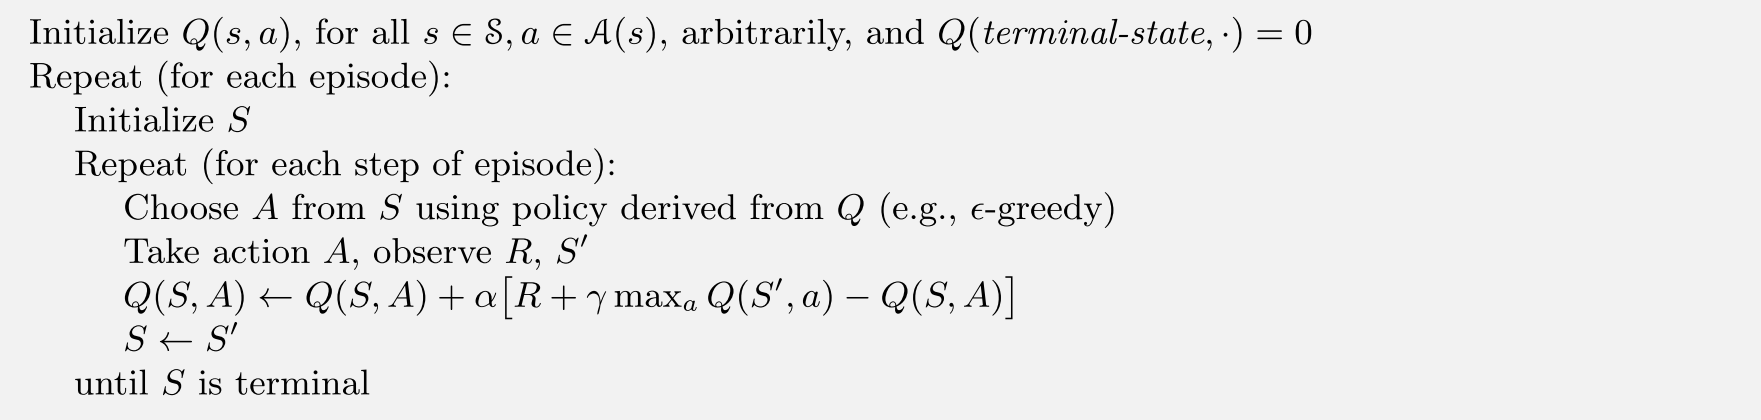 Initialize Q(s, a), for all s ∈ 𝒮, a ∈ 𝒜(s), arbitrarily, and Q(terminal-state, ·) = 0
Repeat (for each episode):
Initialize S
Repeat (for each step of episode):
Choose A from S using policy derived from Q (e.g., ϵ-greedy)
Take action A, observe R, S′
Q(S, A) ← Q(S, A) + α[R + γ maxₐ Q(S′, a) − Q(S, A)]
S ← S′
until S is terminal